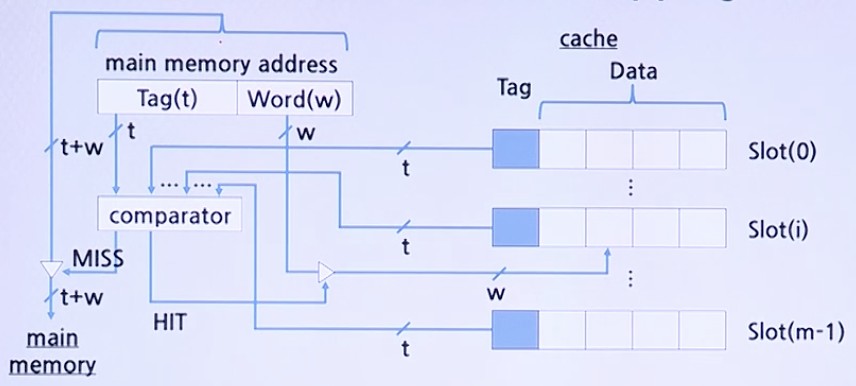 cache
main memory address
Data
Tag
Tag(t)
Word(w)
t
w
t+w
t
Slot(0)
... ...
comparator
t
Slot(i)
MISS
w
t+w
HIT
t
Slot(m-1)
main
memory